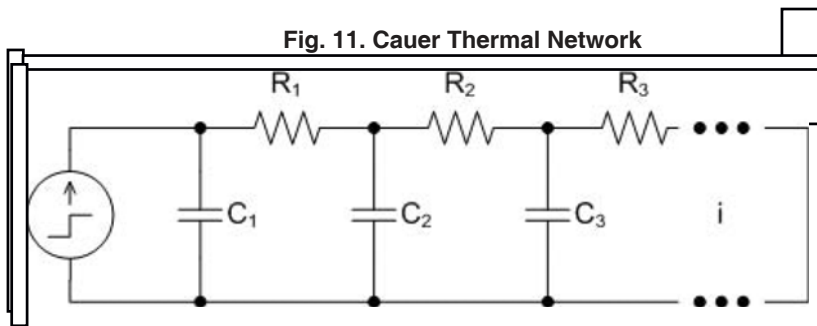 Fig. 11. Cauer Thermal Network
R₁ R₂ R₃
C₁ C₂ C₃ i